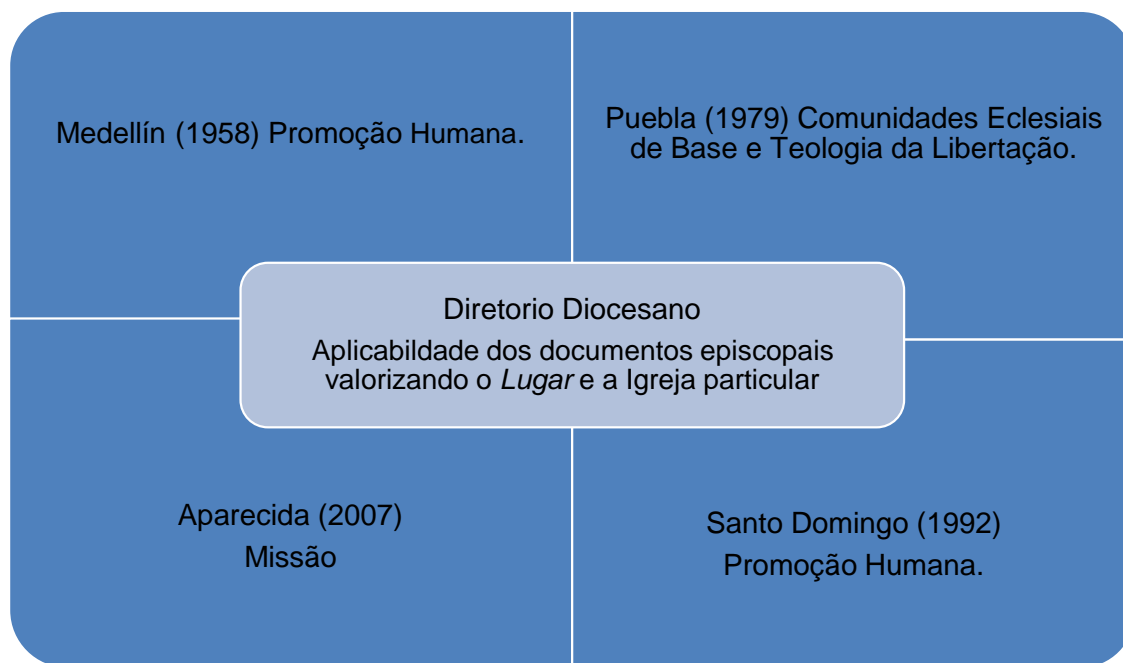 Medellín (1958) Promoção Humana.
Puebla (1979) Comunidades Eclesiais
de Base e Teologia da Libertação.
Diretorio Diocesano
Aplicabildade dos documentos episcopais
valorizando o Lugar e a Igreja particular
Aparecida (2007)
Missão
Santo Domingo (1992)
Promoção Humana.